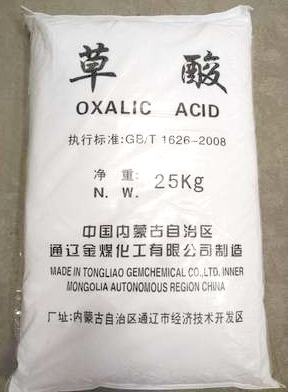 草 酸
OXALIC ACID
执行标准:GB/T 1626-2008
净 重:
N. W. 25Kg
中国内蒙古自治区
通辽金煤化工有限公司制造
MADE IN TONGLIAO GEMCHEMICAL CO.,LTD. INNER
MONGOLIA AUTONOMOUS REGION CHINA
厂址:内蒙古自治区通辽市经济技术开发区